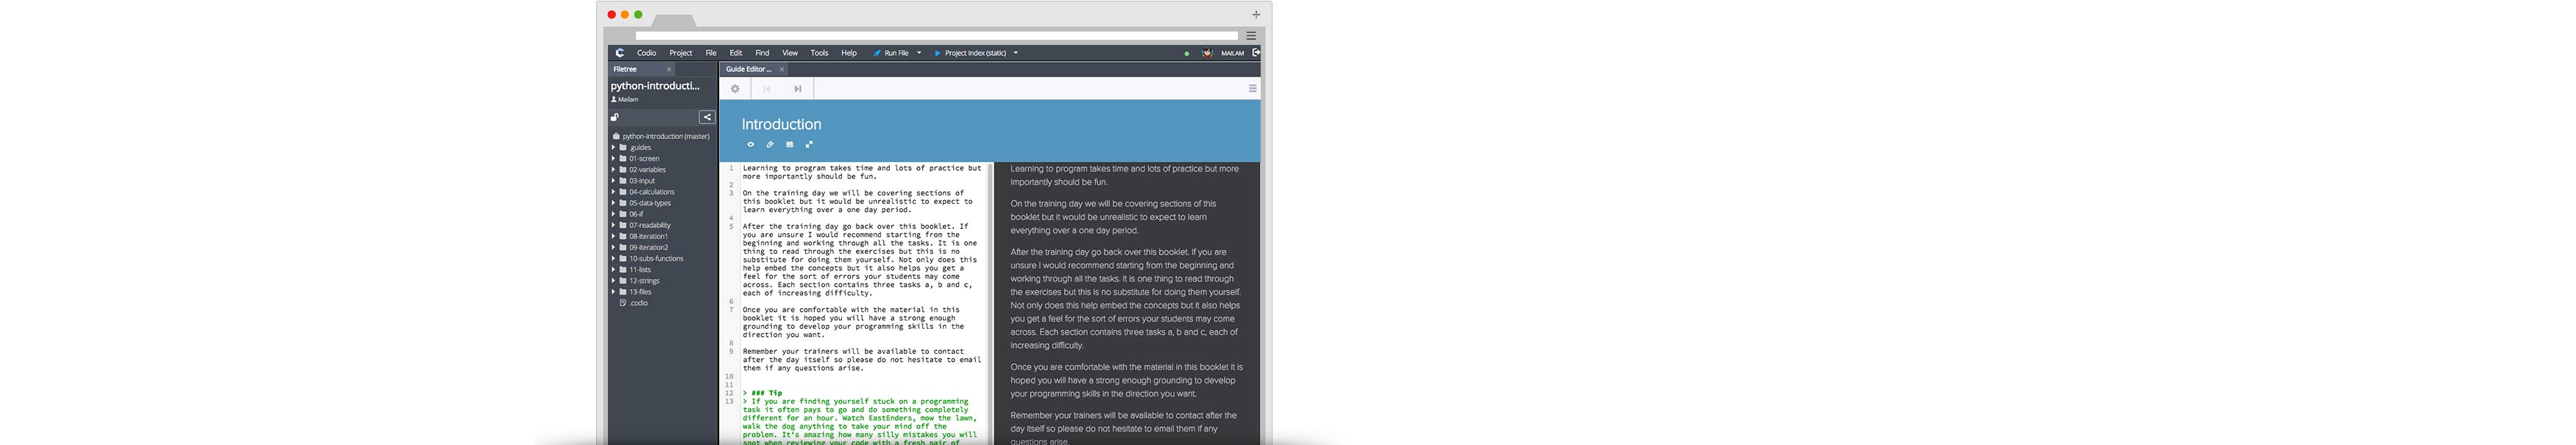 Codio Project File Edit Find View Tools Help Run File Project Index (static) MAILAM
Filetree
python-introducti...
Mailam
python-introduction (master)
.guides
01-screen
02-variables
03-input
04-calculations
05-data-types
06-if
07-readability
08-iteration1
09-iteration2
10-subs-functions
11-lists
12-strings
13-files
.codio
Guide Editor ...
Introduction
1 Learning to program takes time and lots of practice but
more importantly should be fun.
2
3 On the training day we will be covering sections of
this booklet but it would be unrealistic to expect to
learn everything over a one day period.
4
5 After the training day go back over this booklet. If
you are unsure I would recommend starting from the
beginning and working through all the tasks. It is one
thing to read through the exercises but this is no
substitute for doing them yourself. Not only does this
help embed the concepts but it also helps you get a
feel for the sort of errors your students may come
across. Each section contains three tasks a, b and c,
each of increasing difficulty.
6
7 Once you are comfortable with the material in this
booklet it is hoped you will have a strong enough
grounding to develop your programming skills in the
direction you want.
8
9 Remember your trainers will be available to contact
after the day itself so please do not hesitate to email
them if any questions arise.
10
11
12 > ### Tip
13 > If you are finding yourself stuck on a programming
task it often pays to go and do something completely
different for an hour. Watch EastEnders, mow the lawn,
walk the dog anything to take your mind off the
problem. It's amazing how many silly mistakes you will
spot when reviewing your code with a fresh pair of
Learning to program takes time and lots of practice but more
importantly should be fun.
On the training day we will be covering sections of this
booklet but it would be unrealistic to expect to learn
everything over a one day period.
After the training day go back over this booklet. If you are
unsure I would recommend starting from the beginning and
working through all the tasks. It is one thing to read through
the exercises but this is no substitute for doing them yourself.
Not only does this help embed the concepts but it also helps
you get a feel for the sort of errors your students may come
across. Each section contains three tasks a, b and c, each of
increasing difficulty.
Once you are comfortable with the material in this booklet it is
hoped you will have a strong enough grounding to develop
your programming skills in the direction you want.
Remember your trainers will be available to contact after the
day itself so please do not hesitate to email them if any
questions arise.